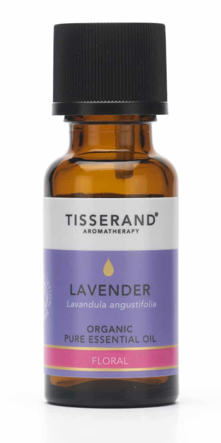 TISSERAND
AROMATHERAPY
LAVENDER
Lavandula angustifolia
ORGANIC
PURE ESSENTIAL OIL
FLORAL